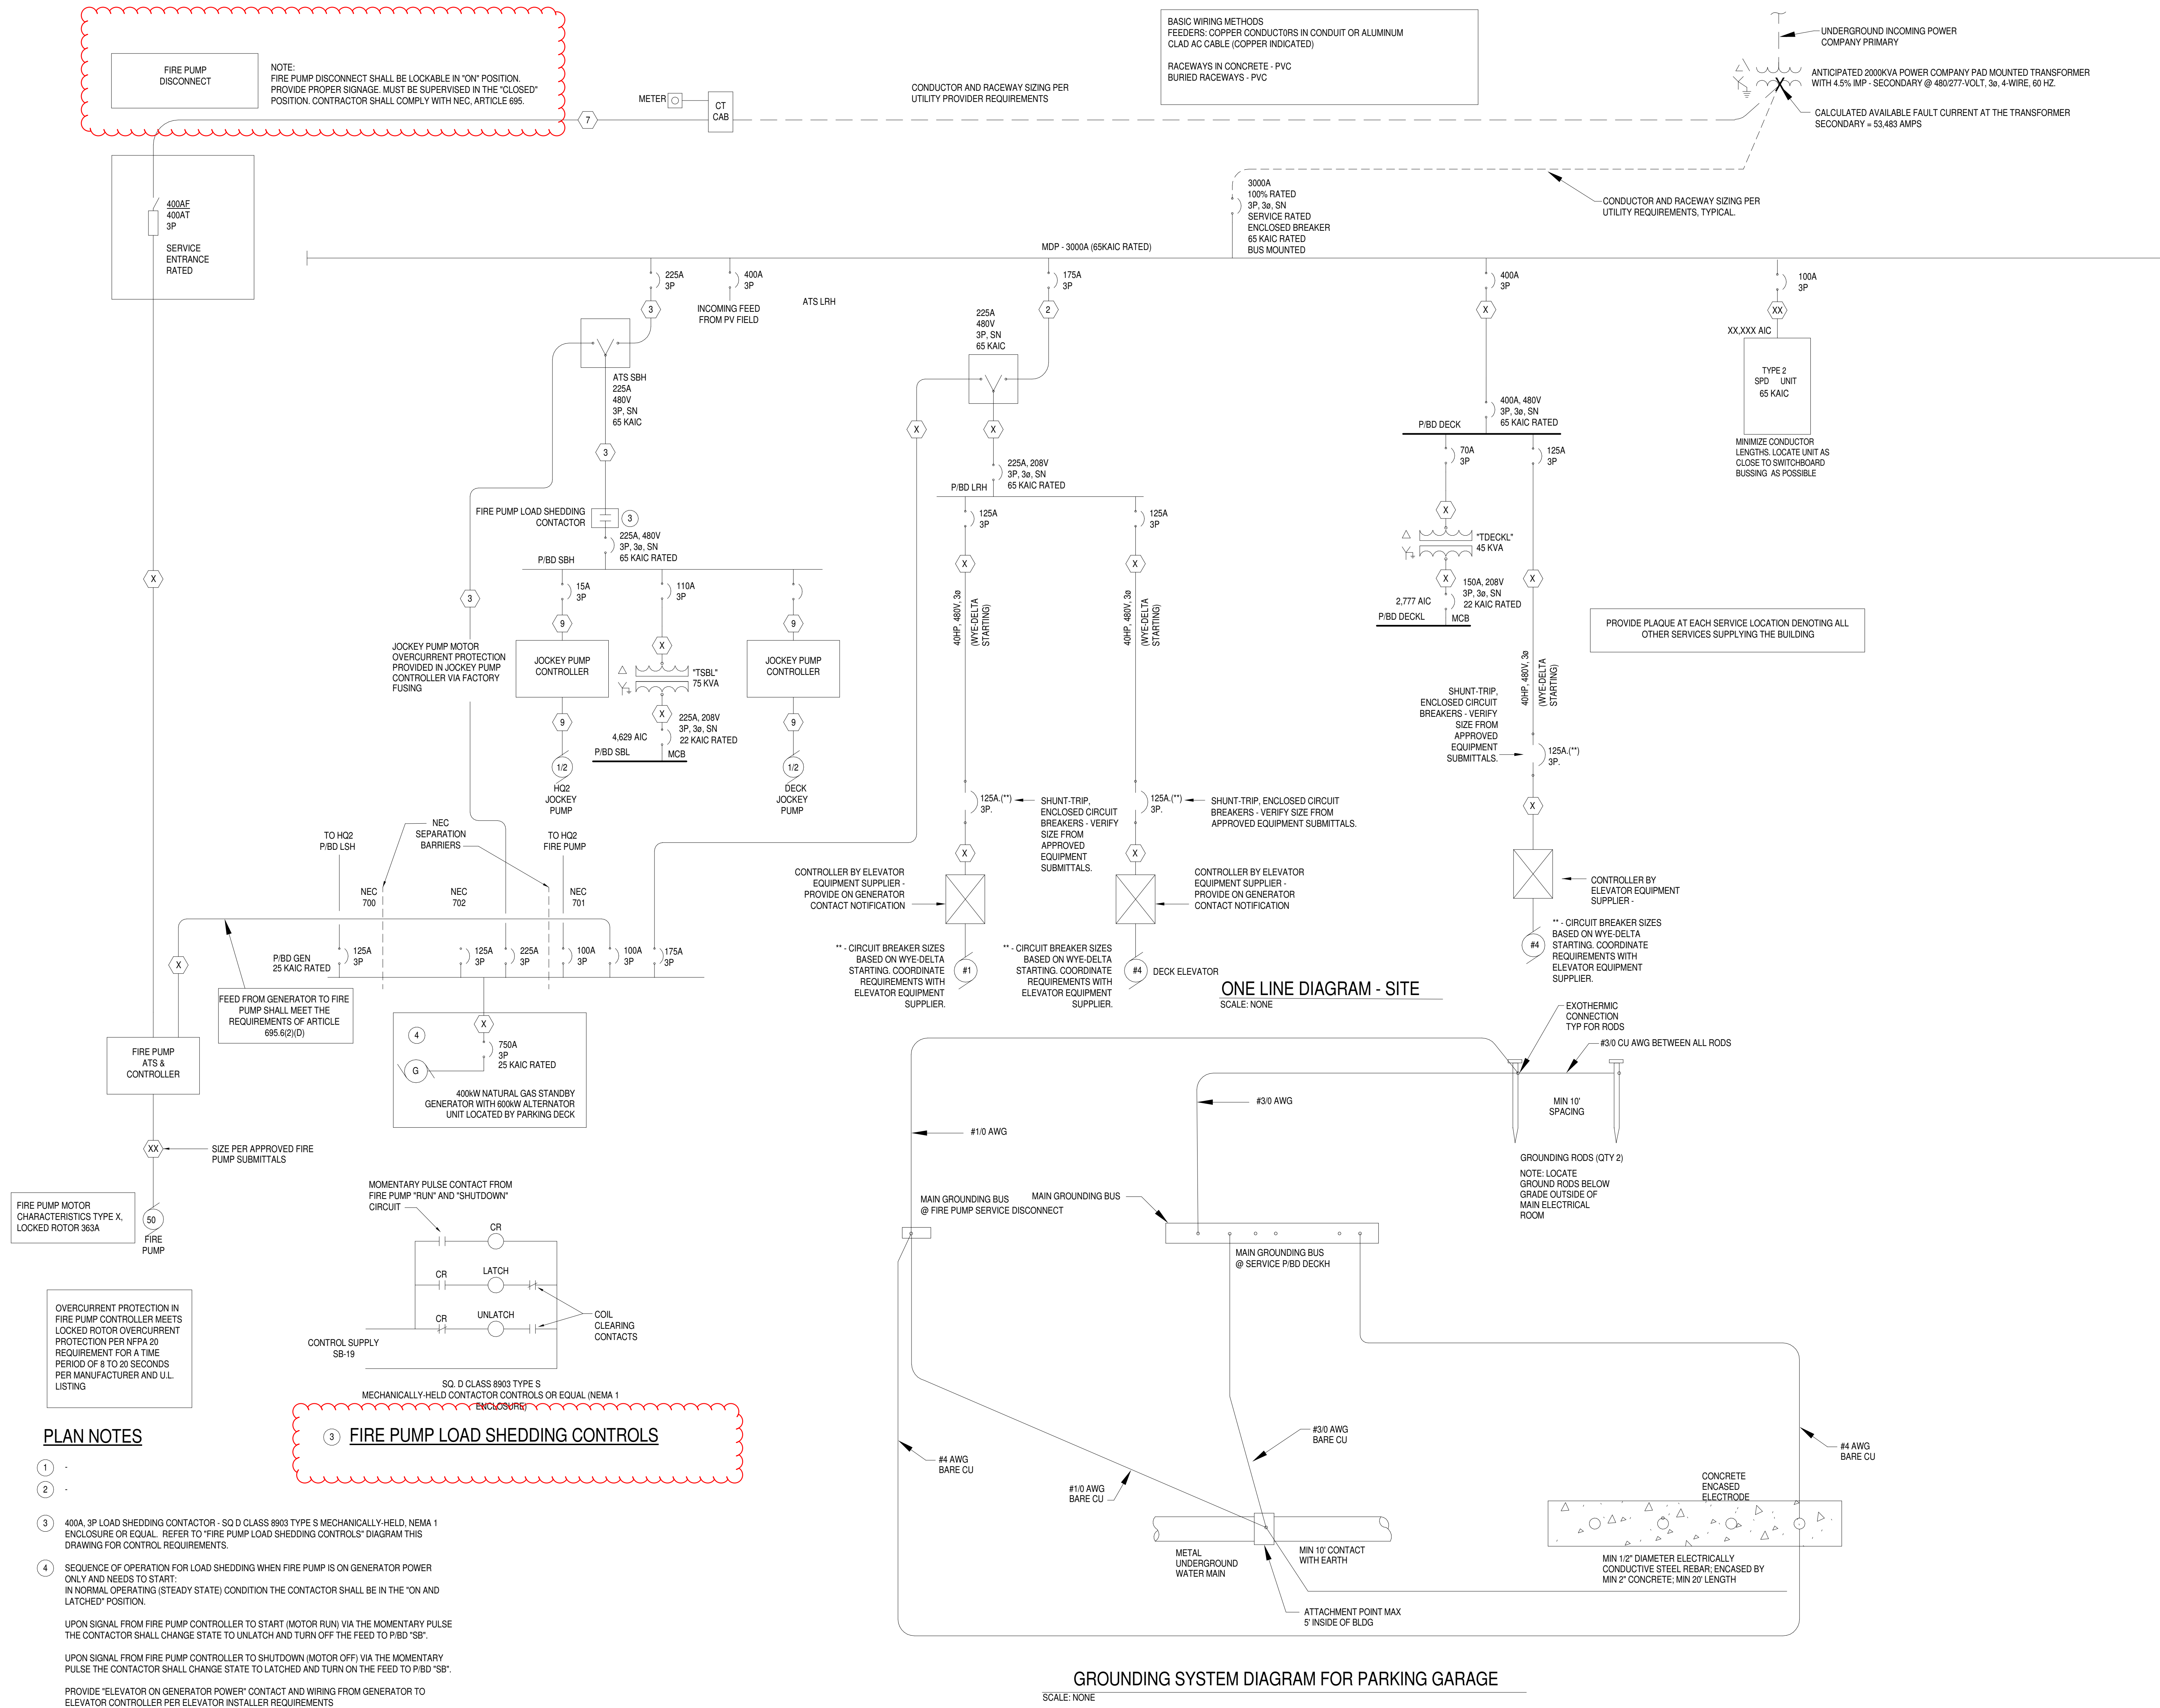 FIRE PUMP
DISCONNECT
NOTE:
FIRE PUMP DISCONNECT SHALL BE LOCKABLE IN "ON" POSITION.
PROVIDE PROPER SIGNAGE. MUST BE SUPERVISED IN THE "CLOSED"
POSITION. CONTRACTOR SHALL COMPLY WITH NEC, ARTICLE 695.
7
METER
CT
CAB
CONDUCTOR AND RACEWAY SIZING PER
UTILITY PROVIDER REQUIREMENTS
BASIC WIRING METHODS
FEEDERS: COPPER CONDUCT0RS IN CONDUIT OR ALUMINUM
CLAD AC CABLE (COPPER INDICATED)
RACEWAYS IN CONCRETE - PVC
BURIED RACEWAYS - PVC
UNDERGROUND INCOMING POWER
COMPANY PRIMARY
ANTICIPATED 2000KVA POWER COMPANY PAD MOUNTED TRANSFORMER
WITH 4.5% IMP - SECONDARY @ 480/277-VOLT, 3ø, 4-WIRE, 60 HZ.
CALCULATED AVAILABLE FAULT CURRENT AT THE TRANSFORMER
SECONDARY = 53,483 AMPS
CONDUCTOR AND RACEWAY SIZING PER
UTILITY REQUIREMENTS, TYPICAL.
3000A
100% RATED
3P, 3ø, SN
SERVICE RATED
ENCLOSED BREAKER
65 KAIC RATED
BUS MOUNTED
MDP - 3000A (65KAIC RATED)
400AF
400AT
3P
SERVICE
ENTRANCE
RATED
225A
3P
3
400A
3P
INCOMING FEED
FROM PV FIELD
ATS LRH
175A
3P
2
225A
480V
3P, SN
65 KAIC
400A
3P
X
100A
3P
XX
XX,XXX AIC
TYPE 2
SPD UNIT
65 KAIC
MINIMIZE CONDUCTOR
LENGTHS. LOCATE UNIT AS
CLOSE TO SWITCHBOARD
BUSSING AS POSSIBLE
ATS SBH
225A
480V
3P, SN
65 KAIC
3
X
X
225A, 208V
3P, 3ø, SN
65 KAIC RATED
P/BD LRH
125A
3P
125A
3P
400A, 480V
3P, 3ø, SN
65 KAIC RATED
P/BD DECK
70A
3P
125A
3P
X
"TDECKL"
45 KVA
X
150A, 208V
3P, 3ø, SN
22 KAIC RATED
2,777 AIC
P/BD DECKL
MCB
X
PROVIDE PLAQUE AT EACH SERVICE LOCATION DENOTING ALL
OTHER SERVICES SUPPLYING THE BUILDING
FIRE PUMP LOAD SHEDDING
CONTACTOR
3
225A, 480V
3P, 3ø, SN
65 KAIC RATED
P/BD SBH
15A
3P
110A
3P
9
9
X
3
X
JOCKEY PUMP MOTOR
OVERCURRENT PROTECTION
PROVIDED IN JOCKEY PUMP
CONTROLLER VIA FACTORY
FUSING
JOCKEY PUMP
CONTROLLER
"TSBL"
75 KVA
JOCKEY PUMP
CONTROLLER
9
X
225A, 208V
3P, 3ø, SN
22 KAIC RATED
4,629 AIC
P/BD SBL
MCB
9
1/2
HQ2
JOCKEY
PUMP
1/2
DECK
JOCKEY
PUMP
X
X
40HP, 480V, 3ø
(WYE-DELTA
STARTING)
40HP, 480V, 3ø
(WYE-DELTA
STARTING)
40HP, 480V, 3ø
(WYE-DELTA
STARTING)
SHUNT-TRIP,
ENCLOSED CIRCUIT
BREAKERS - VERIFY
SIZE FROM
APPROVED
EQUIPMENT
SUBMITTALS.
125A.(**)
3P.
X
125A.(**)
3P.
SHUNT-TRIP,
ENCLOSED CIRCUIT
BREAKERS - VERIFY
SIZE FROM
APPROVED
EQUIPMENT
SUBMITTALS.
125A.(**)
3P.
SHUNT-TRIP, ENCLOSED CIRCUIT
BREAKERS - VERIFY SIZE FROM
APPROVED EQUIPMENT SUBMITTALS.
X
X
CONTROLLER BY ELEVATOR
EQUIPMENT SUPPLIER -
PROVIDE ON GENERATOR
CONTACT NOTIFICATION
CONTROLLER BY ELEVATOR
EQUIPMENT SUPPLIER -
PROVIDE ON GENERATOR
CONTACT NOTIFICATION
CONTROLLER BY
ELEVATOR EQUIPMENT
SUPPLIER -
** - CIRCUIT BREAKER SIZES
BASED ON WYE-DELTA
STARTING. COORDINATE
REQUIREMENTS WITH
ELEVATOR EQUIPMENT
SUPPLIER.
#1
** - CIRCUIT BREAKER SIZES
BASED ON WYE-DELTA
STARTING. COORDINATE
REQUIREMENTS WITH
ELEVATOR EQUIPMENT
SUPPLIER.
#4
DECK ELEVATOR
#4
** - CIRCUIT BREAKER SIZES
BASED ON WYE-DELTA
STARTING. COORDINATE
REQUIREMENTS WITH
ELEVATOR EQUIPMENT
SUPPLIER.
ONE LINE DIAGRAM - SITE
SCALE: NONE
TO HQ2
P/BD LSH
NEC
SEPARATION
BARRIERS
TO HQ2
FIRE PUMP
NEC
700
NEC
702
NEC
701
P/BD GEN
25 KAIC RATED
125A
3P
125A
3P
225A
3P
100A
3P
100A
3P
175A
3P
X
FEED FROM GENERATOR TO FIRE
PUMP SHALL MEET THE
REQUIREMENTS OF ARTICLE
695.6(2)(D)
4
X
750A
3P
25 KAIC RATED
G
400kW NATURAL GAS STANDBY
GENERATOR WITH 600kW ALTERNATOR
UNIT LOCATED BY PARKING DECK
FIRE PUMP
ATS &
CONTROLLER
XX
SIZE PER APPROVED FIRE
PUMP SUBMITTALS
FIRE PUMP MOTOR
CHARACTERISTICS TYPE X,
LOCKED ROTOR 363A
50
FIRE
PUMP
OVERCURRENT PROTECTION IN
FIRE PUMP CONTROLLER MEETS
LOCKED ROTOR OVERCURRENT
PROTECTION PER NFPA 20
REQUIREMENT FOR A TIME
PERIOD OF 8 TO 20 SECONDS
PER MANUFACTURER AND U.L.
LISTING
MOMENTARY PULSE CONTACT FROM
FIRE PUMP "RUN" AND "SHUTDOWN"
CIRCUIT
CR
CR
LATCH
CR
UNLATCH
COIL
CLEARING
CONTACTS
CONTROL SUPPLY
SB-19
SQ. D CLASS 8903 TYPE S
MECHANICALLY-HELD CONTACTOR CONTROLS OR EQUAL (NEMA 1
ENCLOSURE)
3
FIRE PUMP LOAD SHEDDING CONTROLS
PLAN NOTES
1 -
2 -
3 400A, 3P LOAD SHEDDING CONTACTOR - SQ D CLASS 8903 TYPE S MECHANICALLY-HELD, NEMA 1
ENCLOSURE OR EQUAL. REFER TO "FIRE PUMP LOAD SHEDDING CONTROLS" DIAGRAM THIS
DRAWING FOR CONTROL REQUIREMENTS.
4 SEQUENCE OF OPERATION FOR LOAD SHEDDING WHEN FIRE PUMP IS ON GENERATOR POWER
ONLY AND NEEDS TO START:
IN NORMAL OPERATING (STEADY STATE) CONDITION THE CONTACTOR SHALL BE IN THE "ON AND
LATCHED" POSITION.
UPON SIGNAL FROM FIRE PUMP CONTROLLER TO START (MOTOR RUN) VIA THE MOMENTARY PULSE
THE CONTACTOR SHALL CHANGE STATE TO UNLATCH AND TURN OFF THE FEED TO P/BD "SB".
UPON SIGNAL FROM FIRE PUMP CONTROLLER TO SHUTDOWN (MOTOR OFF) VIA THE MOMENTARY
PULSE THE CONTACTOR SHALL CHANGE STATE TO LATCHED AND TURN ON THE FEED TO P/BD "SB".
PROVIDE "ELEVATOR ON GENERATOR POWER" CONTACT AND WIRING FROM GENERATOR TO
ELEVATOR CONTROLLER PER ELEVATOR INSTALLER REQUIREMENTS
EXOTHERMIC
CONNECTION
TYP FOR RODS
#3/0 CU AWG BETWEEN ALL RODS
#3/0 AWG
MIN 10'
SPACING
#1/0 AWG
GROUNDING RODS (QTY 2)
NOTE: LOCATE
GROUND RODS BELOW
GRADE OUTSIDE OF
MAIN ELECTRICAL
ROOM
MAIN GROUNDING BUS
@ FIRE PUMP SERVICE DISCONNECT
MAIN GROUNDING BUS
MAIN GROUNDING BUS
@ SERVICE P/BD DECKH
#3/0 AWG
BARE CU
#4 AWG
BARE CU
#1/0 AWG
BARE CU
#4 AWG
BARE CU
CONCRETE
ENCASED
ELECTRODE
METAL
UNDERGROUND
WATER MAIN
MIN 10' CONTACT
WITH EARTH
MIN 1/2" DIAMETER ELECTRICALLY
CONDUCTIVE STEEL REBAR; ENCASED BY
MIN 2" CONCRETE; MIN 20' LENGTH
ATTACHMENT POINT MAX
5' INSIDE OF BLDG
GROUNDING SYSTEM DIAGRAM FOR PARKING GARAGE
SCALE: NONE